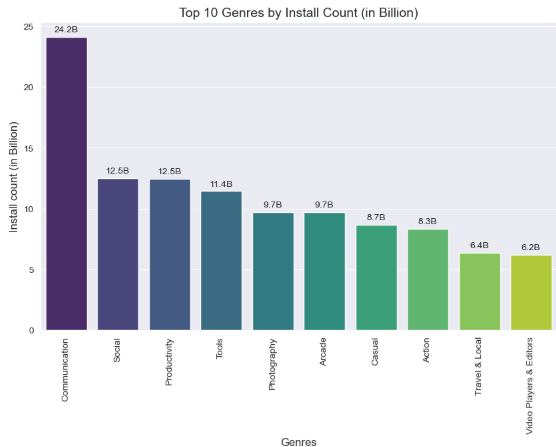 Top 10 Genres by Install Count (in Billion)
25
20
15
10
5
0
Install count (in Billion)
24.2B
12.5B
12.5B
11.4B
9.7B
9.7B
8.7B
8.3B
6.4B
6.2B
Communication
Social
Productivity
Tools
Photography
Arcade
Casual
Action
Travel & Local
Video Players & Editors
Genres